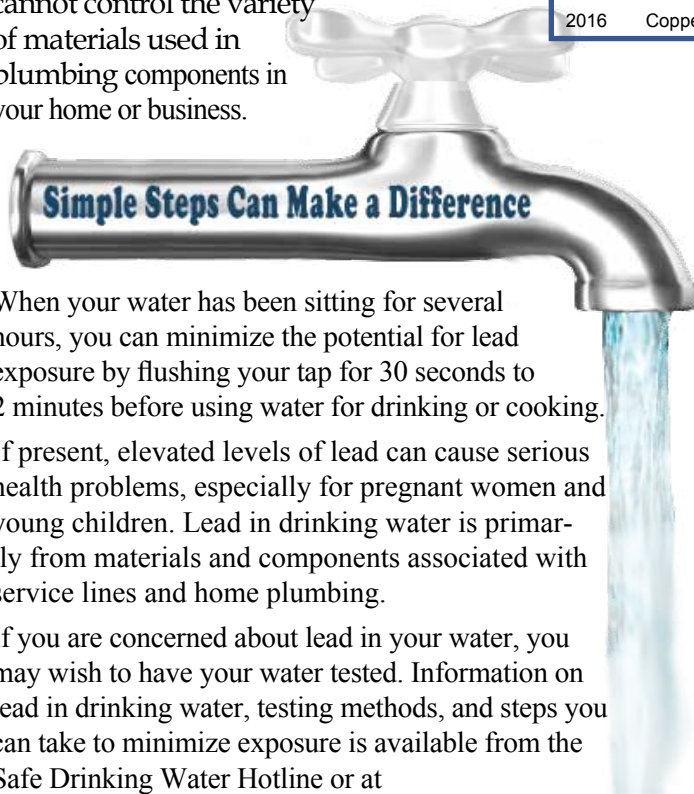 cannot control the variety
of materials used in
plumbing components in
your home or business.
2016 Coppe
Simple Steps Can Make a Difference
When your water has been sitting for several
hours, you can minimize the potential for lead
exposure by flushing your tap for 30 seconds to
2 minutes before using water for drinking or cooking.
If present, elevated levels of lead can cause serious
health problems, especially for pregnant women and
young children. Lead in drinking water is primar-
ily from materials and components associated with
service lines and home plumbing.
If you are concerned about lead in your water, you
may wish to have your water tested. Information on
lead in drinking water, testing methods, and steps you
can take to minimize exposure is available from the
Safe Drinking Water Hotline or at